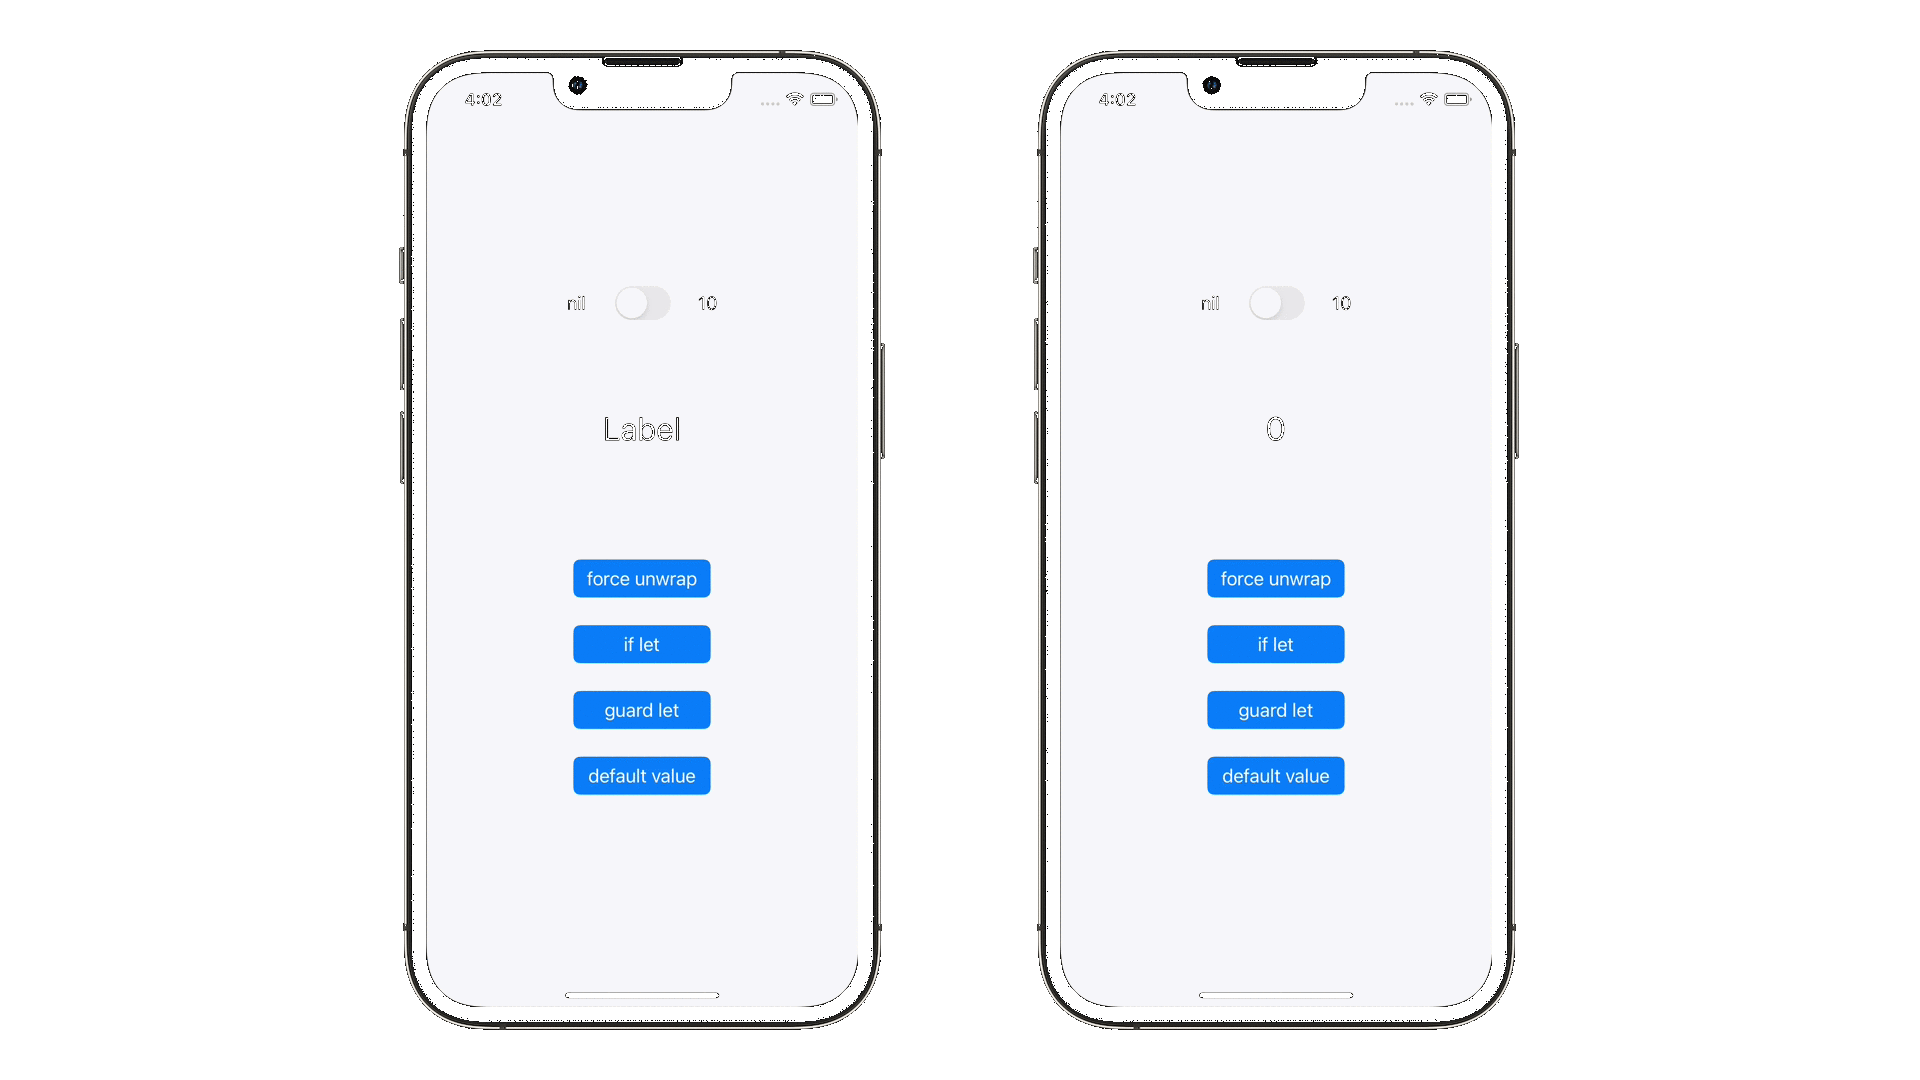 4:02
nil 10
Label
force unwrap
if let
guard let
default value
4:02
nil 10
0
force unwrap
if let
guard let
default value